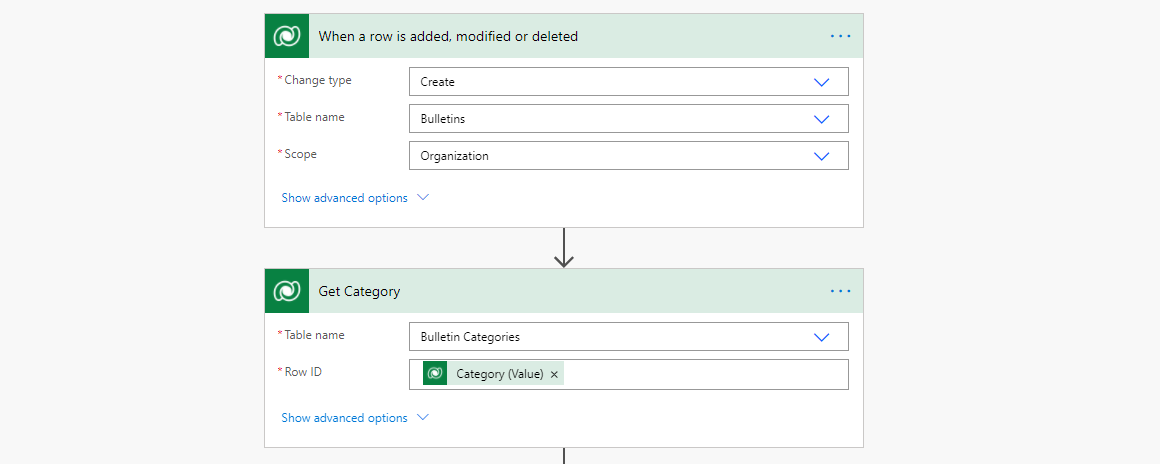 When a row is added, modified or deleted
* Change type Create
* Table name Bulletins
* Scope Organization
Show advanced options
Get Category
* Table name Bulletin Categories
* Row ID Category (Value) ×
Show advanced options